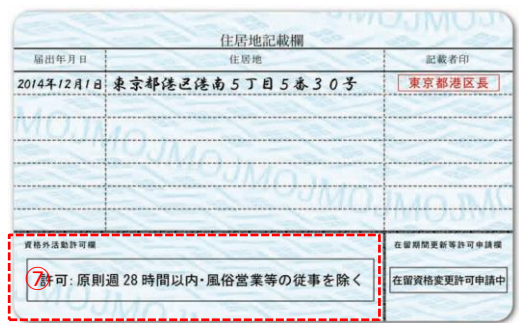 住居地記載欄
届出年月日 住居地 記載者印
2014年12月1日 東京都港区港南5丁目5番30号 東京都港区長
資格外活動許可欄 在留期間更新等許可申請欄
⑦許可: 原則週28時間以内・風俗営業等の従事を除く 在留資格変更許可申請中
MOJMOJMOJMOJMOJMO